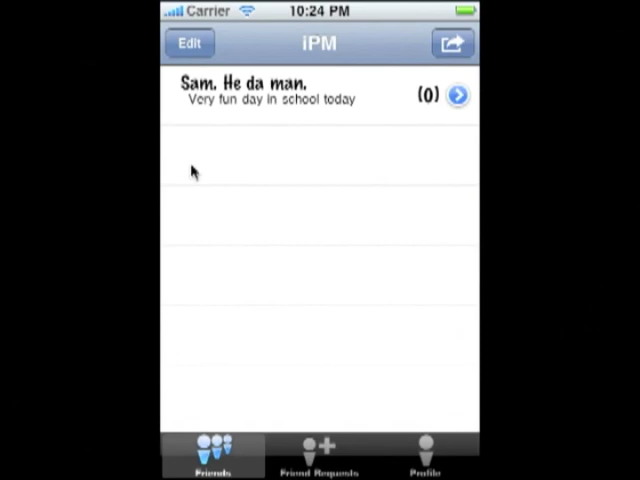 Carrier 10:24 PM
Edit iPM
Sam. He da man.
Very fun day in school today
(0)
Friends Friend Requests Profile